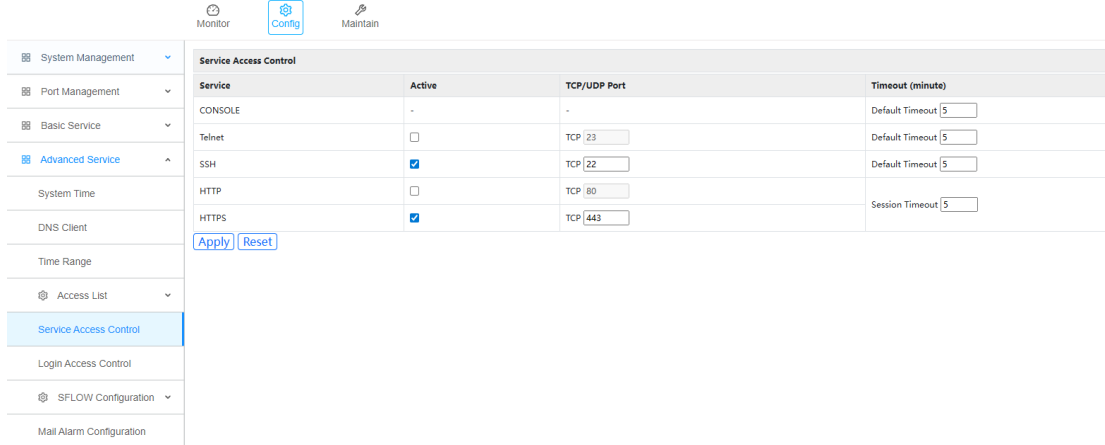 Monitor Config Maintain
System Management
Port Management
Basic Service
Advanced Service
System Time
DNS Client
Time Range
Access List
Service Access Control
Login Access Control
SFLOW Configuration
Mail Alarm Configuration
Service Access Control
Service Active TCP/UDP Port Timeout (minute)
CONSOLE - - Default Timeout 5
Telnet TCP 23 Default Timeout 5
SSH TCP 22 Default Timeout 5
HTTP TCP 80
Session Timeout 5
HTTPS TCP 443
Apply Reset